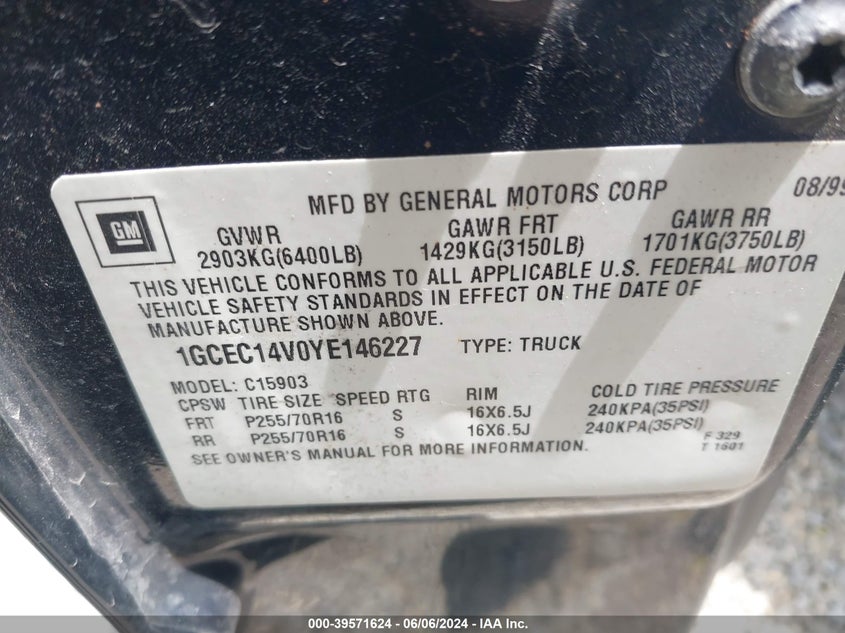 MFD BY GENERAL MOTORS CORP 08/99
GM
GVWR GAWR FRT GAWR RR
2903KG(6400LB) 1429KG(3150LB) 1701KG(3750LB)
THIS VEHICLE CONFORMS TO ALL APPLICABLE U.S. FEDERAL MOTOR
VEHICLE SAFETY STANDARDS IN EFFECT ON THE DATE OF
MANUFACTURE SHOWN ABOVE.
1GCEC14V0YE146227 TYPE: TRUCK
MODEL: C15903
CPSW TIRE SIZE SPEED RTG RIM COLD TIRE PRESSURE
FRT P255/70R16 S 16X6.5J 240KPA(35PSI)
RR P255/70R16 S 16X6.5J 240KPA(35PSI)
SEE OWNER'S MANUAL FOR MORE INFORMATION.
F 329
T 1601
000-39571624 - 06/06/2024 - IAA Inc.